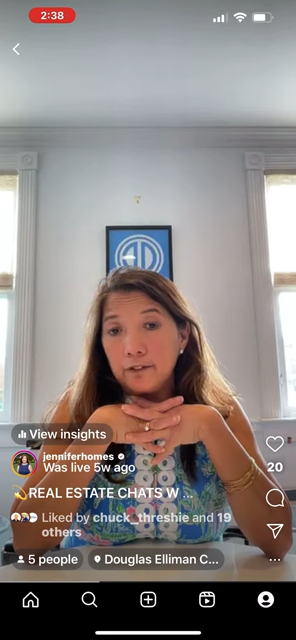 2:38
View insights
jenniferhomes
Was live 5w ago
REAL ESTATE CHATS W ...
Liked by chuck_threshie and 19
others
20
5 people
Douglas Elliman C...